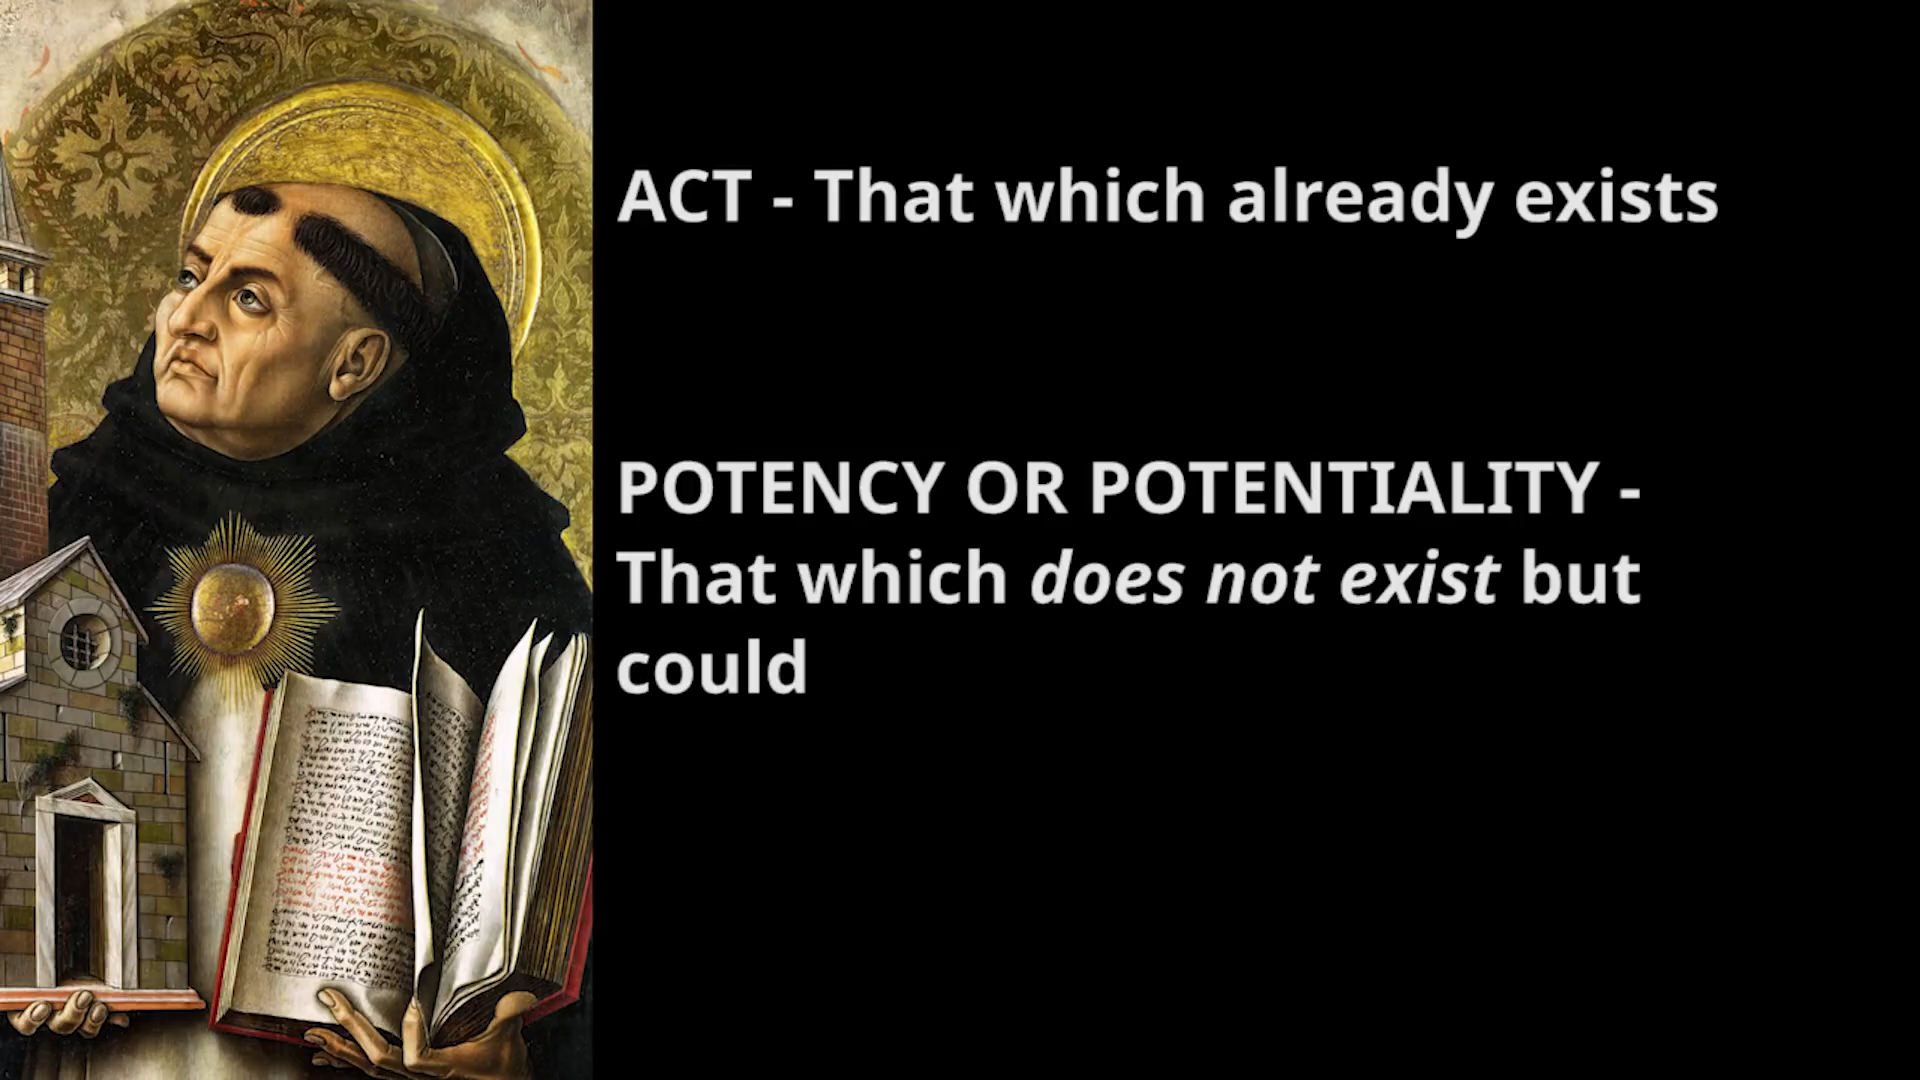 ACT - That which already exists
POTENCY OR POTENTIALITY -
That which does not exist but
could